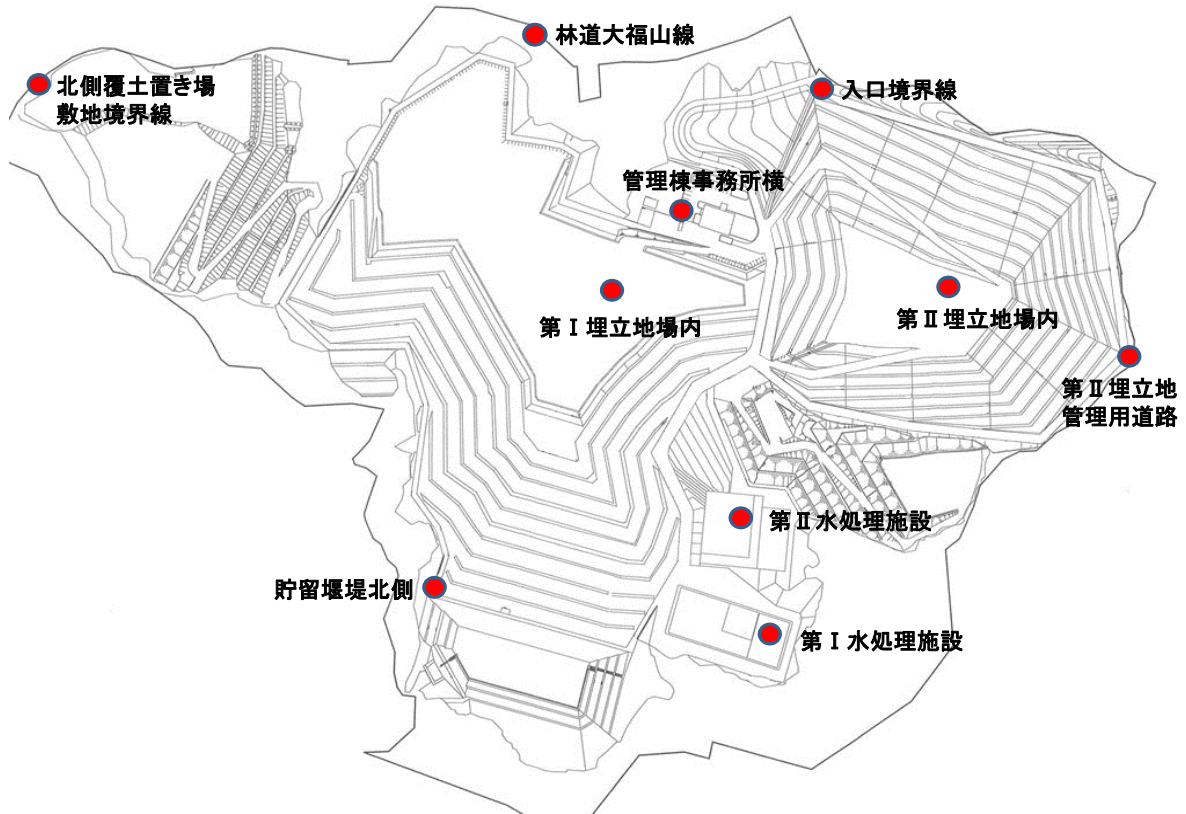 林道大福山線
北側覆土置き場
敷地境界線
入口境界線
管理棟事務所横
第Ⅰ埋立地場内
第Ⅱ埋立地場内
第Ⅱ埋立地
管理用道路
第Ⅱ水処理施設
貯留堰堤北側
第Ⅰ水処理施設